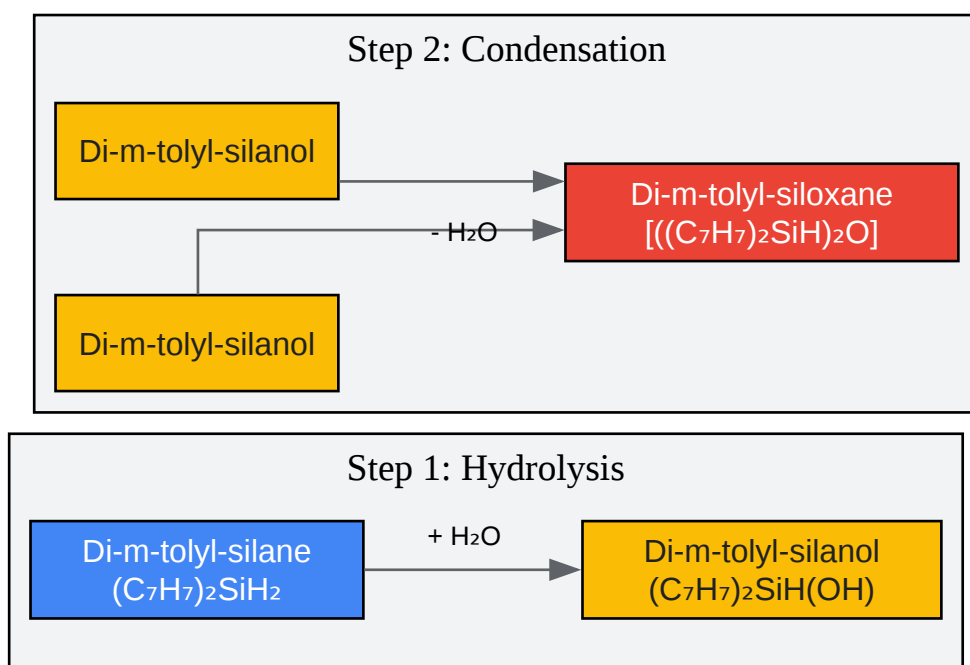 Step 2: Condensation
Di-m-tolyl-silanol
Di-m-tolyl-siloxane
[((C₇H₇)₂SiH)₂O]
- H₂O
Di-m-tolyl-silanol
Step 1: Hydrolysis
Di-m-tolyl-silane
(C₇H₇)₂SiH₂
+ H₂O
Di-m-tolyl-silanol
(C₇H₇)₂SiH(OH)